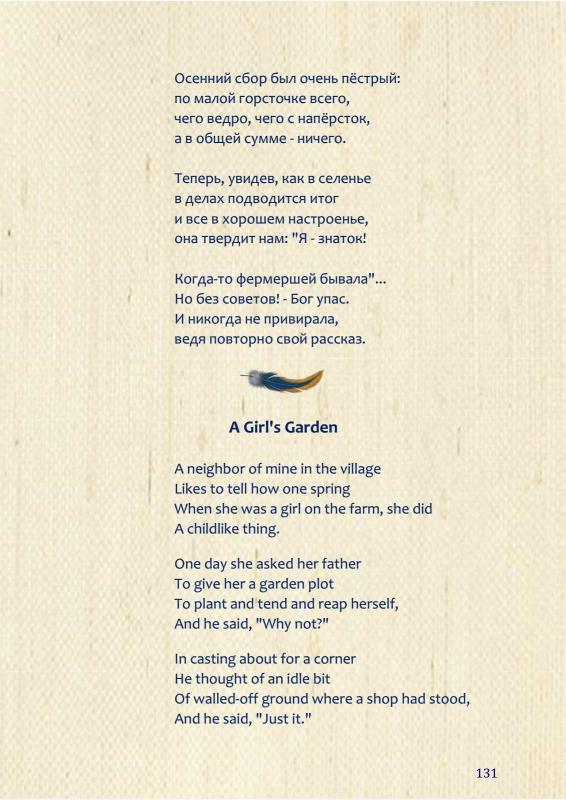 Осенний сбор был очень пёстрый:
по малой горсточке всего,
чего ведро, чего с напёрсток,
а в общей сумме - ничего.
Теперь, увидев, как в селенье
в делах подводится итог
и все в хорошем настроенье,
она твердит нам: "Я - знаток!
Когда-то фермершей бывала"...
Но без советов! - Бог упас.
И никогда не привирала,
ведя повторно свой рассказ.
A Girl's Garden
A neighbor of mine in the village
Likes to tell how one spring
When she was a girl on the farm, she did
A childlike thing.
One day she asked her father
To give her a garden plot
To plant and tend and reap herself,
And he said, "Why not?"
In casting about for a corner
He thought of an idle bit
Of walled-off ground where a shop had stood,
And he said, "Just it."
131